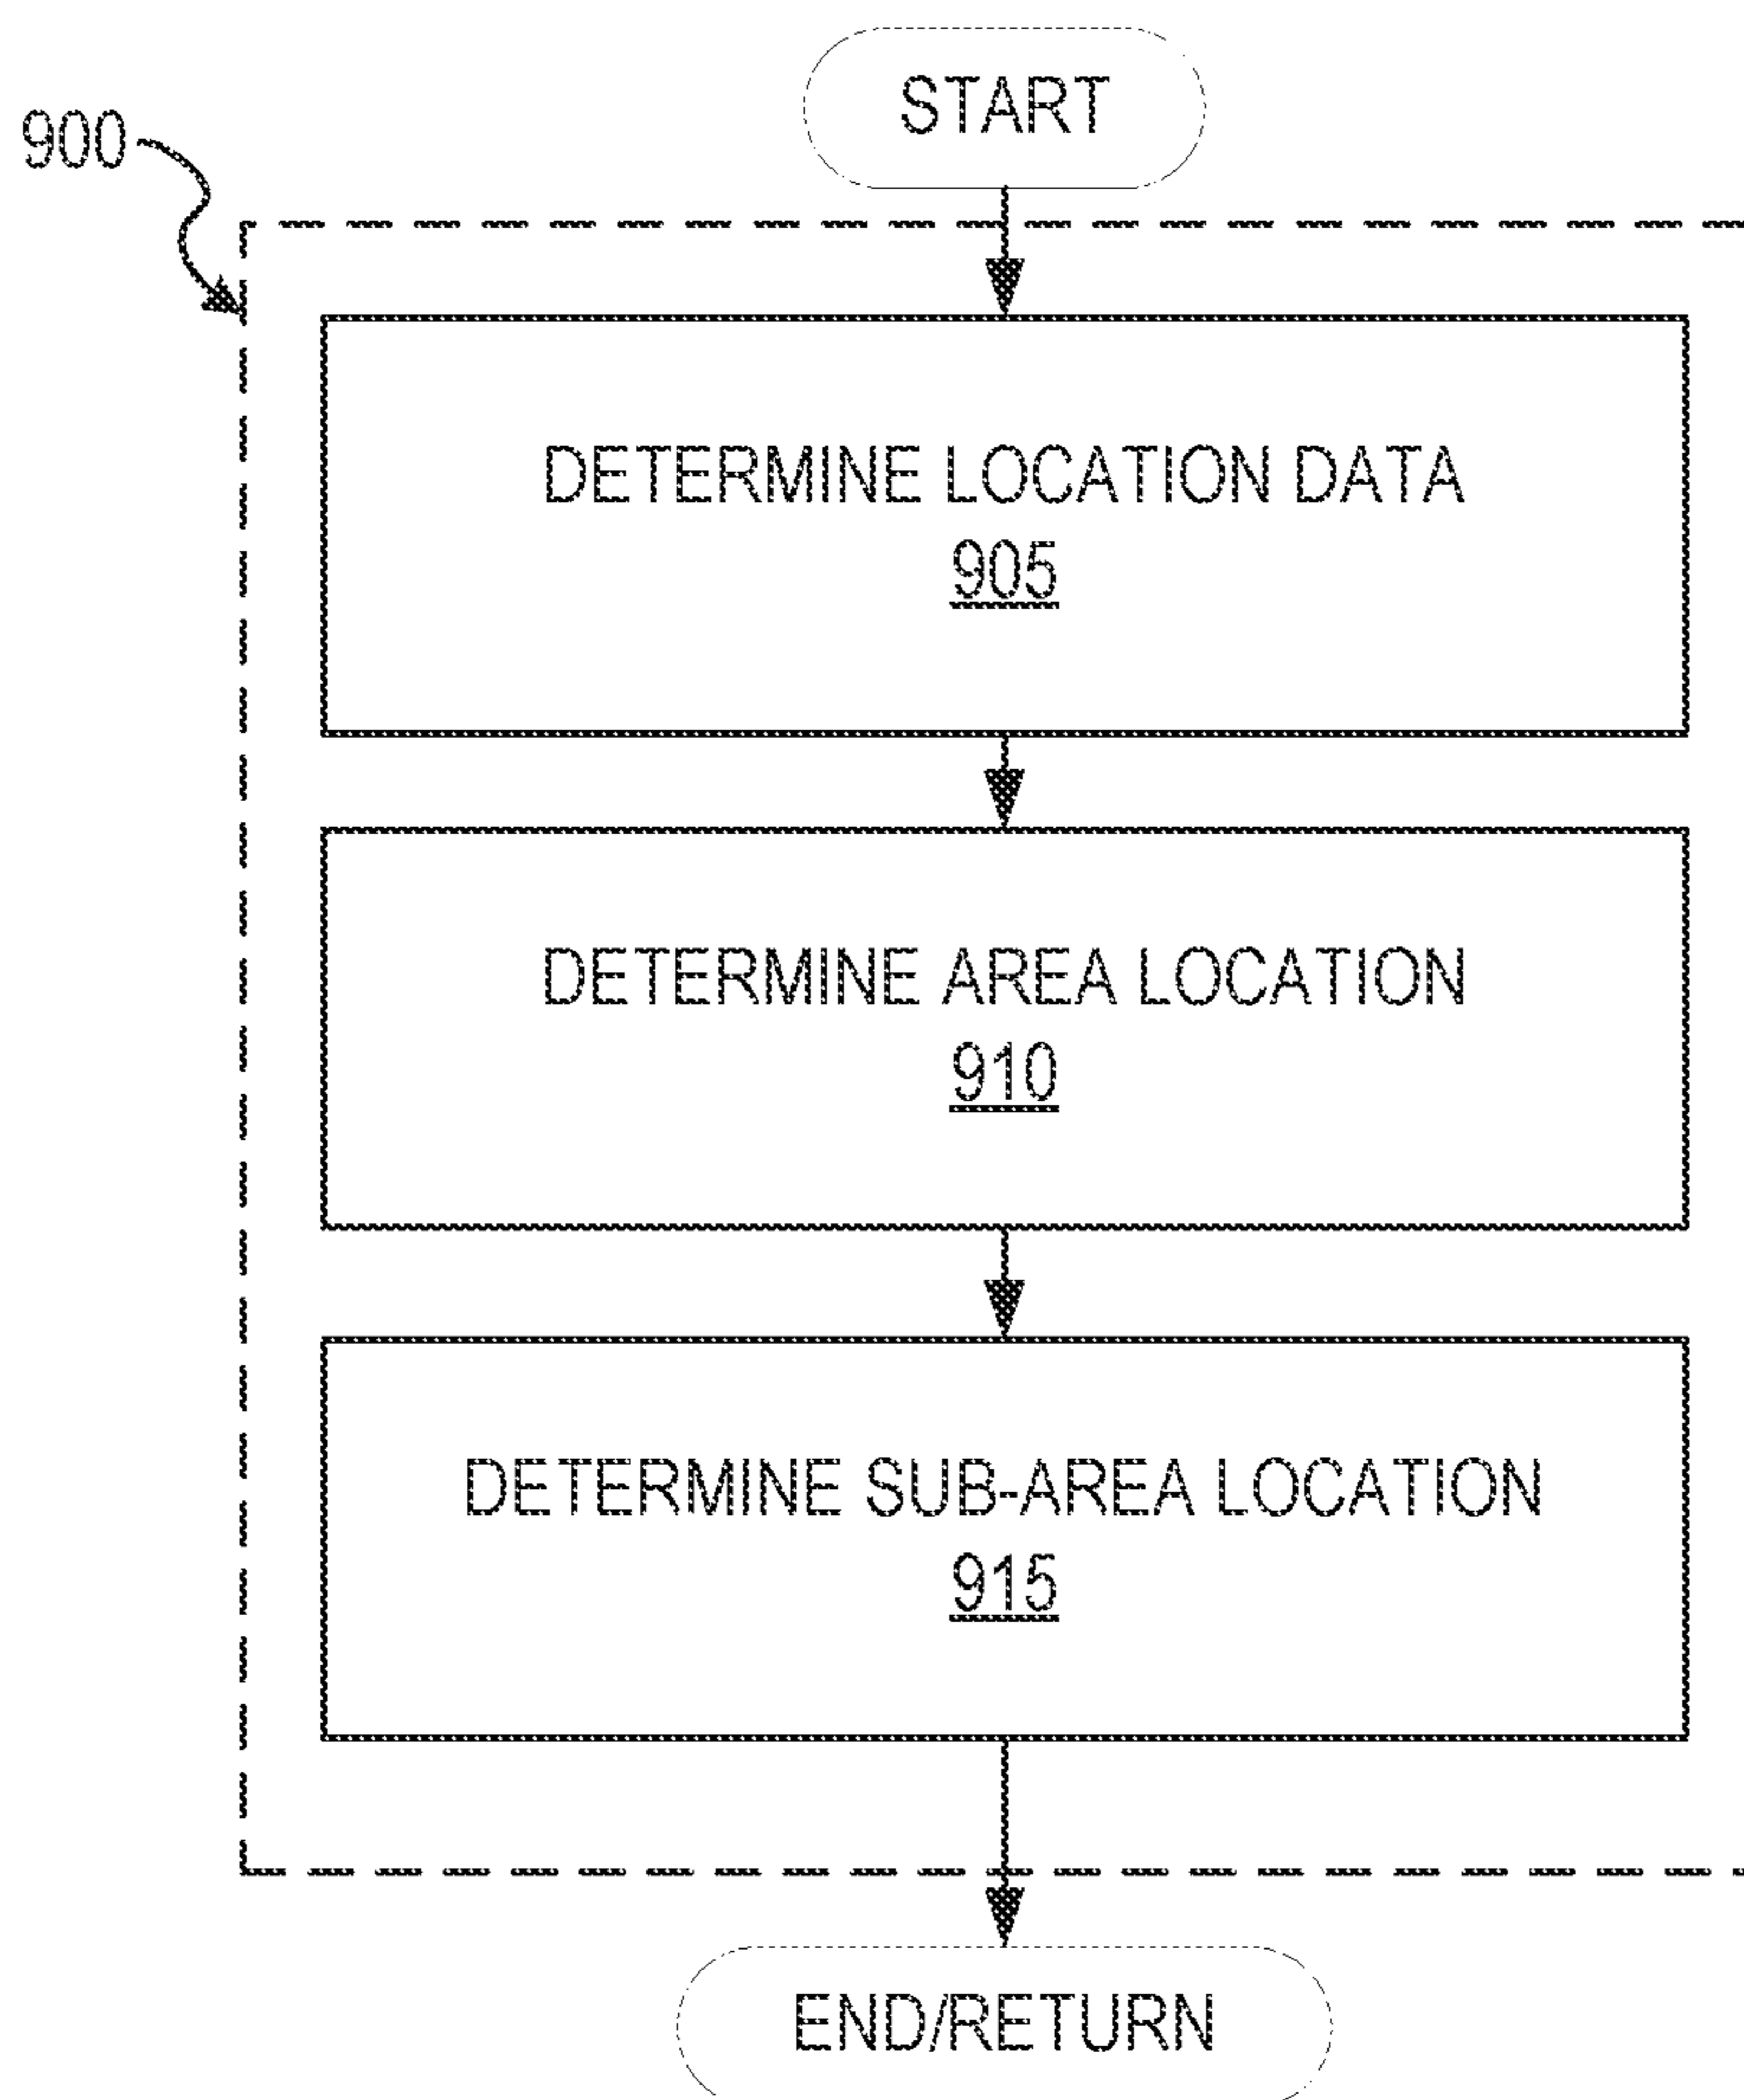 START
900
DETERMINE LOCATION DATA
905
DETERMINE AREA LOCATION
910
DETERMINE SUB-AREA LOCATION
915
END/RETURN